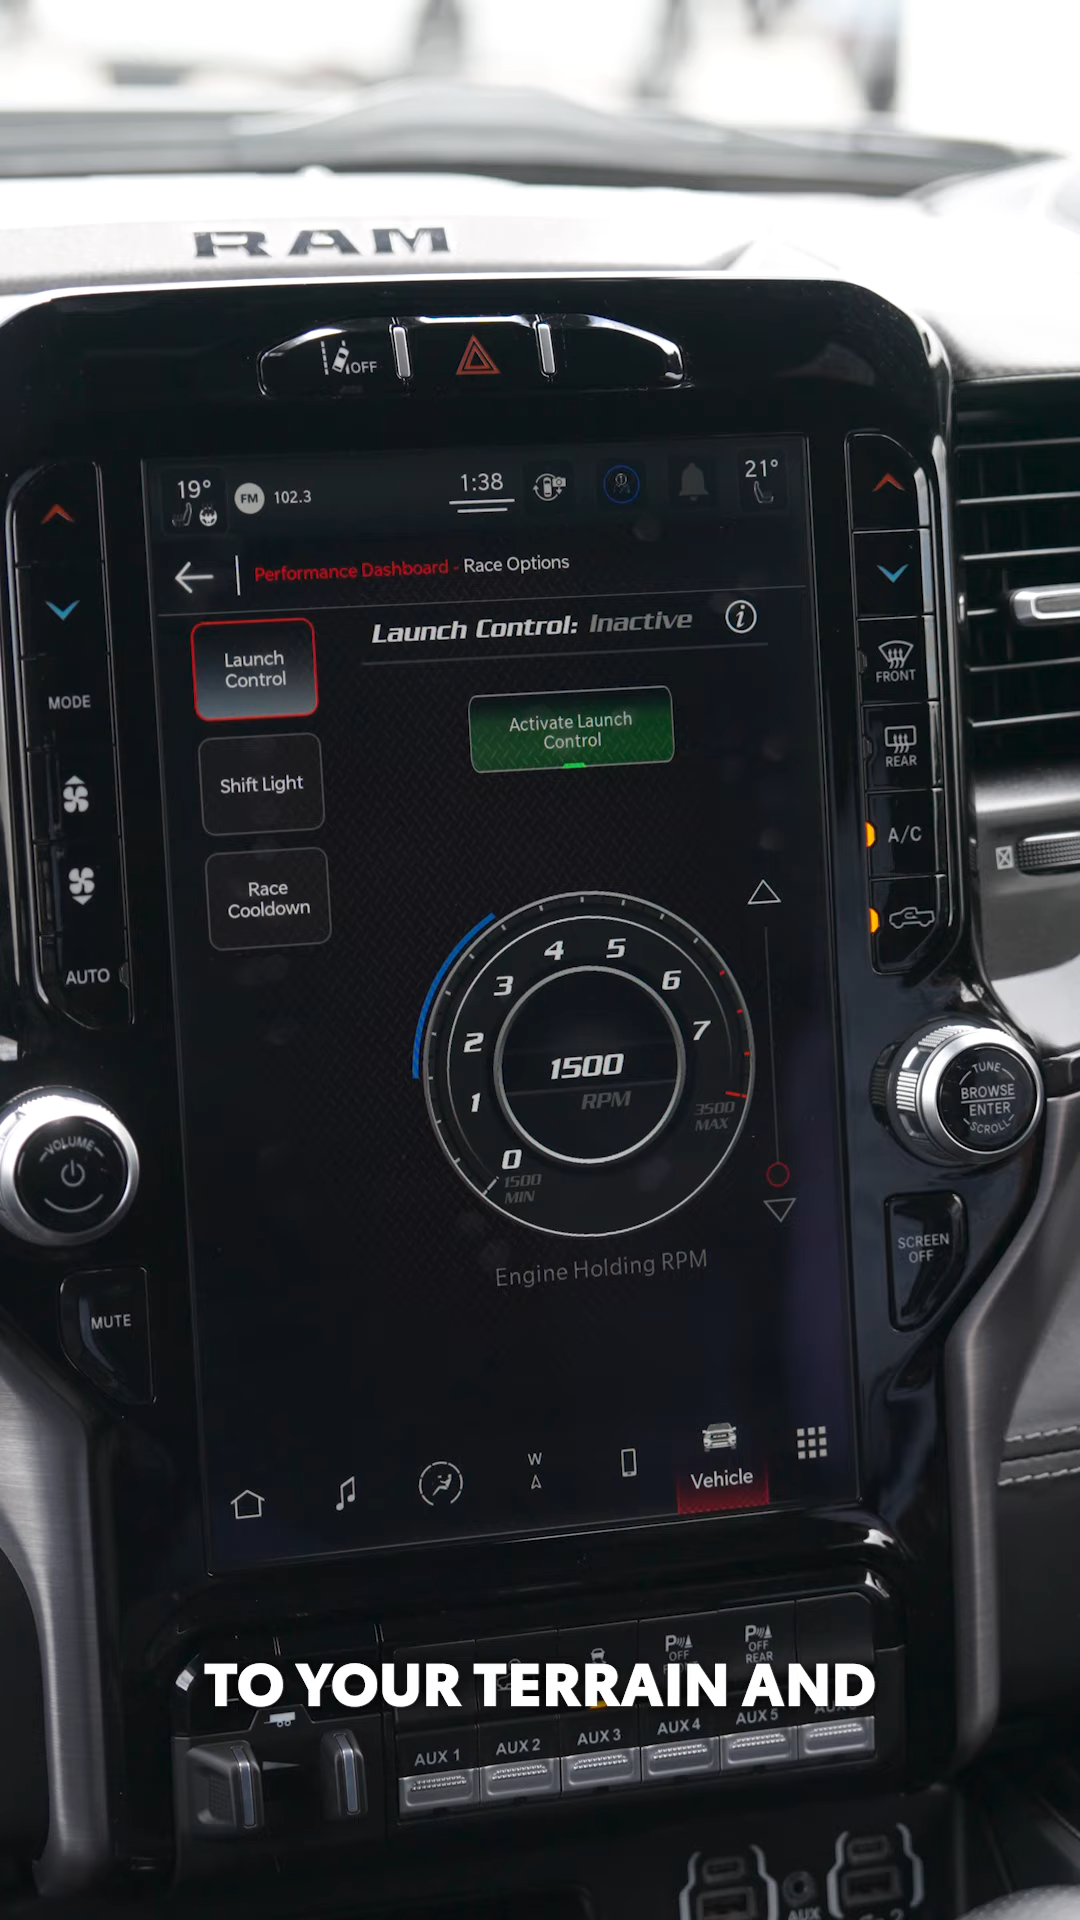 RAM
OFF
19°
FM 102.3
1:38
21°
Performance Dashboard - Race Options
Launch Control: Inactive
Launch
Control
Activate Launch
Control
Shift Light
Race
Cooldown
MODE
AUTO
FRONT
REAR
A/C
0
1
2
3
4
5
6
7
1500
RPM
3500
MAX
1500
MIN
Engine Holding RPM
VOLUME
MUTE
TUNE
BROWSE
ENTER
SCROLL
SCREEN
OFF
W
Vehicle
P
OFF
P
OFF
REAR
TO YOUR TERRAIN AND
AUX 1
AUX 2
AUX 3
AUX 4
AUX 5
AUX